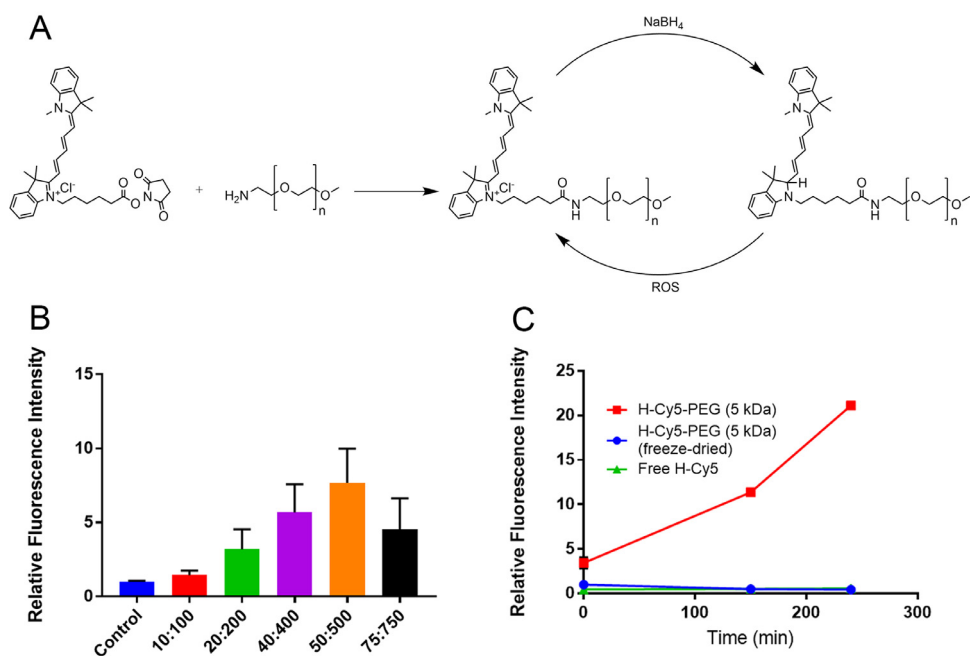 A
NaBH4
N
N
+ Cl-
O
O
N
O
O
+
H2N
O
n
O
N
N
+ Cl-
O
N
H
O
n
O
N
H
N
O
N
H
O
n
O
ROS
B
Relative Fluorescence Intensity
15
10
5
0
Control
10:100
20:200
40:400
50:500
75:750
C
Relative Fluorescence Intensity
25
20
15
10
5
0
H-Cy5-PEG (5 kDa)
H-Cy5-PEG (5 kDa)
(freeze-dried)
Free H-Cy5
0
100
200
300
Time (min)